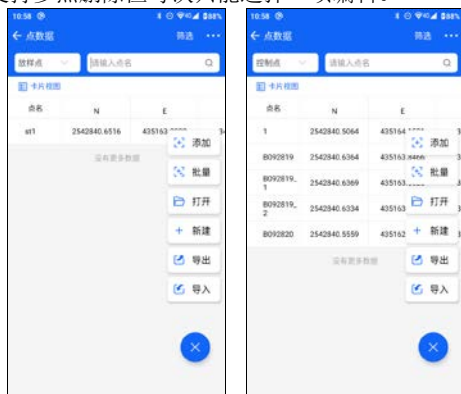 10:58
88%
点数据 筛选
放样点 请输入点名
卡片视图
点名 N E
st1 2542840.6516
没有更多数据
添加
批量
打开
新建
导出
导入
10:58
88%
点数据 筛选
控制点 请输入点名
卡片视图
点名 N E
1 2542840.5064
B092819 2542840.6364
B092819_1 2542840.6369
B092819_2 2542840.6334
B092820 2542840.5559 435162
没有更多数据
添加
批量
打开
新建
导出
导入